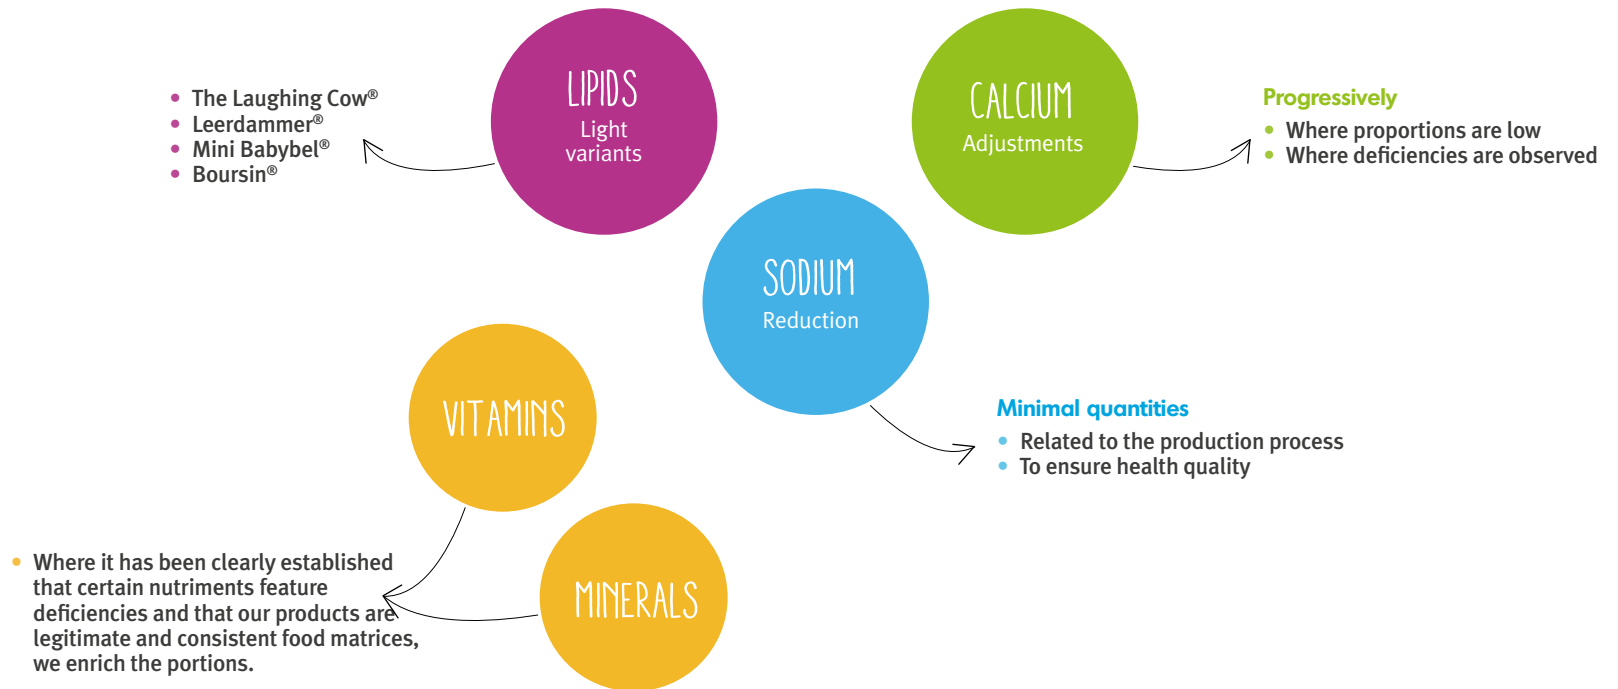 LIPIDS
Light
variants
• The Laughing Cow®
• Leerdammer®
• Mini Babybel®
• Boursin®
CALCIUM
Adjustments
Progressively
• Where proportions are low
• Where deficiencies are observed
SODIUM
Reduction
Minimal quantities
• Related to the production process
• To ensure health quality
VITAMINS
MINERALS
• Where it has been clearly established
that certain nutriments feature
deficiencies and that our products are
legitimate and consistent food matrices,
we enrich the portions.